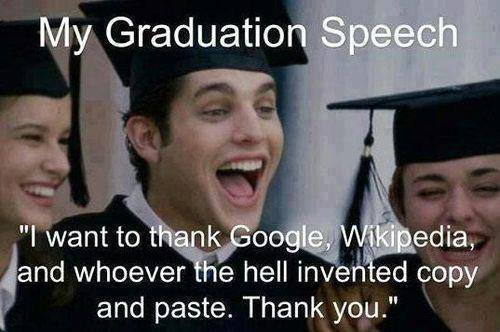 My Graduation Speech
"I want to thank Google, Wikipedia,
and whoever the hell invented copy
and paste. Thank you."